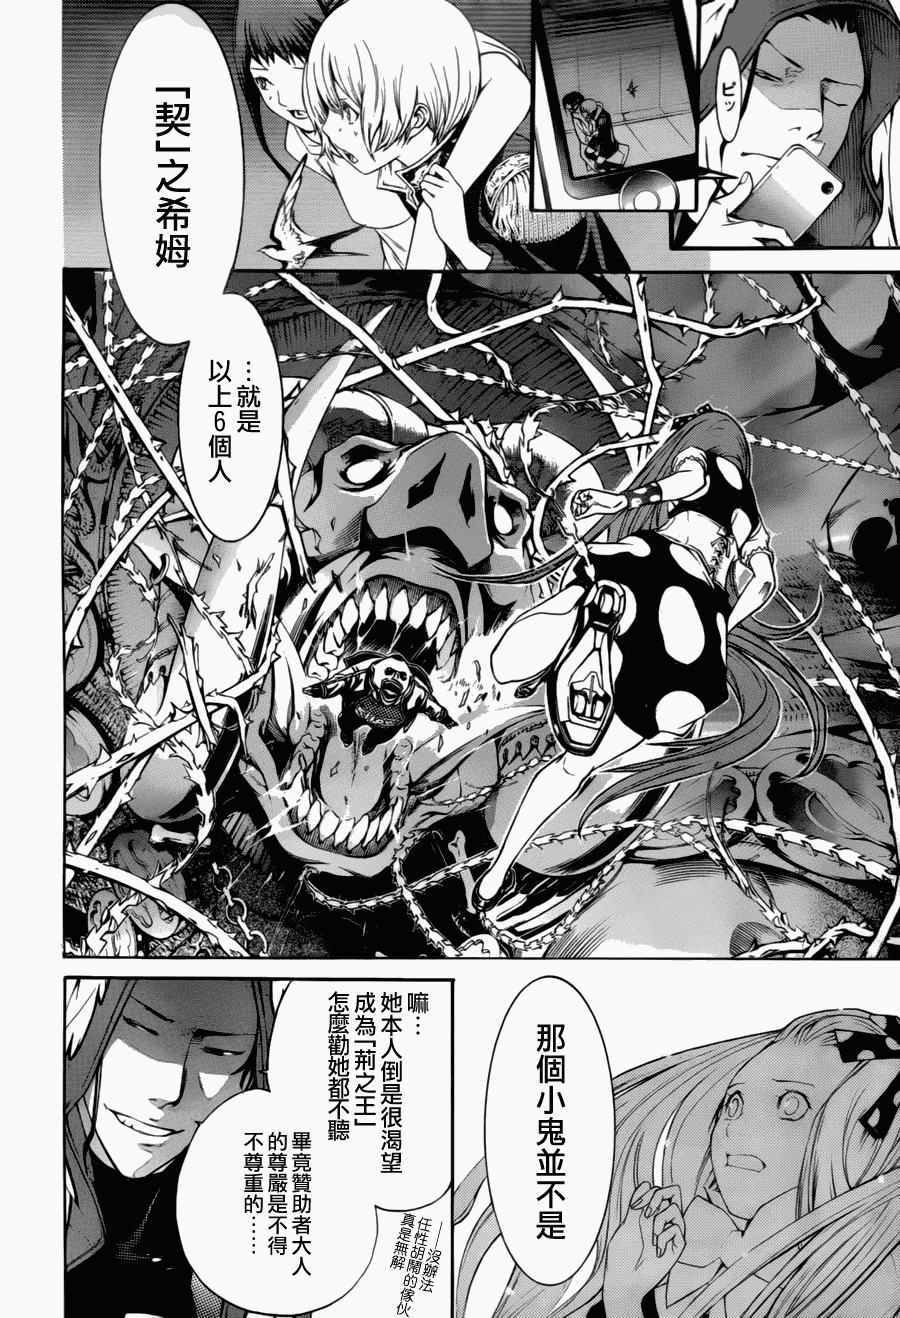 ピッ
「契」之希姆
…就是
以上6個人
那個小鬼並不是
嘛…
她本人倒是很渴望
成為「荊之王」
怎麼勸她都不聽
畢竟贊助者大人
的尊嚴是不得
不尊重的……
——沒辦法
任性胡鬧的傢伙
真是無解